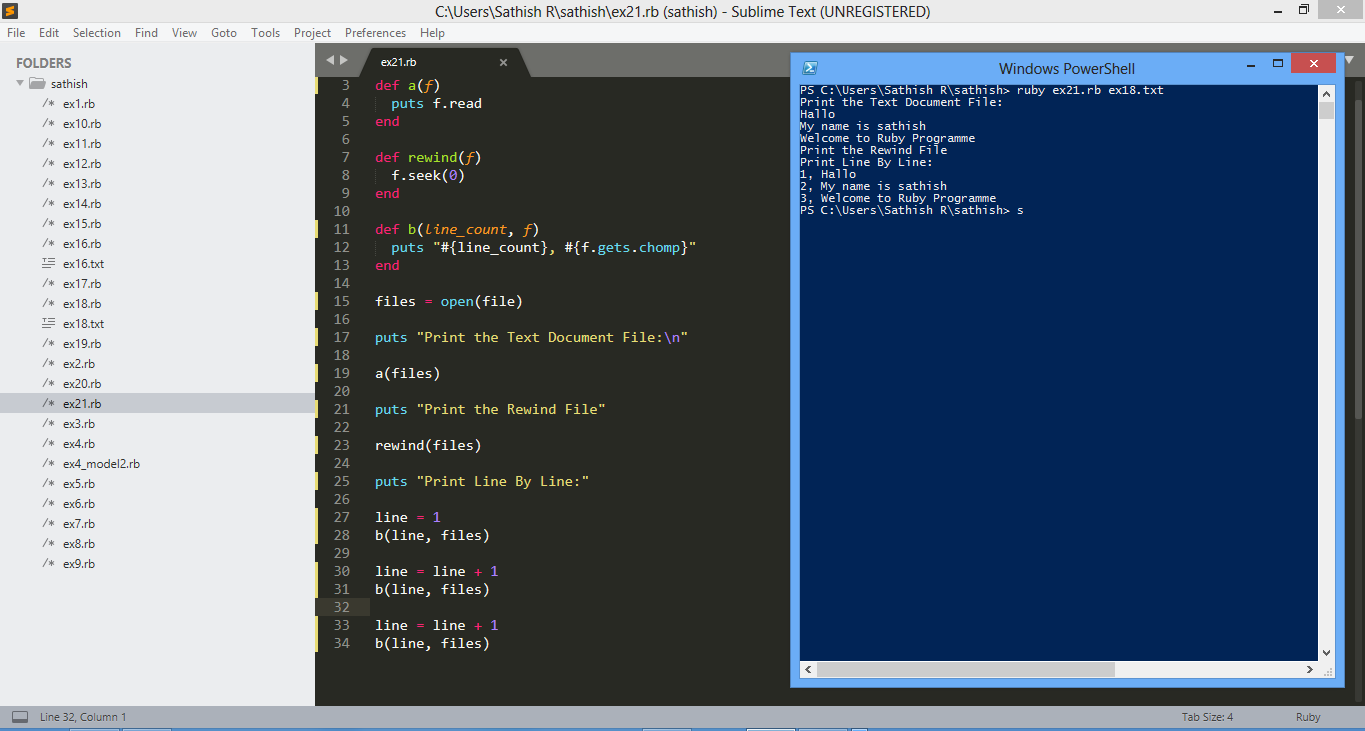 C:\Users\Sathish R\sathish\ex21.rb (sathish) - Sublime Text (UNREGISTERED)
File Edit Selection Find View Goto Tools Project Preferences Help
FOLDERS
sathish
/* ex1.rb
/* ex10.rb
/* ex11.rb
/* ex12.rb
/* ex13.rb
/* ex14.rb
/* ex15.rb
/* ex16.rb
ex16.txt
/* ex17.rb
/* ex18.rb
ex18.txt
/* ex19.rb
/* ex2.rb
/* ex20.rb
/* ex21.rb
/* ex3.rb
/* ex4.rb
/* ex4_model2.rb
/* ex5.rb
/* ex6.rb
/* ex7.rb
/* ex8.rb
/* ex9.rb
ex21.rb
3 def a(f)
4 puts f.read
5 end
6
7 def rewind(f)
8 f.seek(0)
9 end
10
11 def b(line_count, f)
12 puts "#{line_count}, #{f.gets.chomp}"
13 end
14
15 files = open(file)
16
17 puts "Print the Text Document File:\n"
18
19 a(files)
20
21 puts "Print the Rewind File"
22
23 rewind(files)
24
25 puts "Print Line By Line:"
26
27 line = 1
28 b(line, files)
29
30 line = line + 1
31 b(line, files)
32
33 line = line + 1
34 b(line, files)
Windows PowerShell
PS C:\Users\Sathish R\sathish> ruby ex21.rb ex18.txt
Print the Text Document File:
Hallo
My name is sathish
Welcome to Ruby Programme
Print the Rewind File
Print Line By Line:
1, Hallo
2, My name is sathish
3, Welcome to Ruby Programme
PS C:\Users\Sathish R\sathish> s
Line 32, Column 1
Tab Size: 4 Ruby